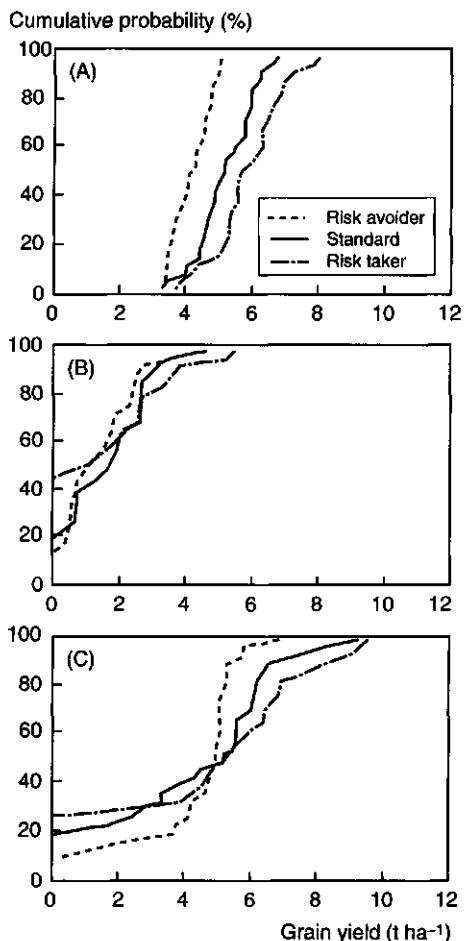 Cumulative probability (%)
100
(A)
80
60
40
20
0
Risk avoider
Standard
Risk taker
0 2 4 6 8 10 12
100
(B)
80
60
40
20
0
0 2 4 6 8 10 12
100
(C)
80
60
40
20
0
0 2 4 6 8 10 12
Grain yield (t ha⁻¹)